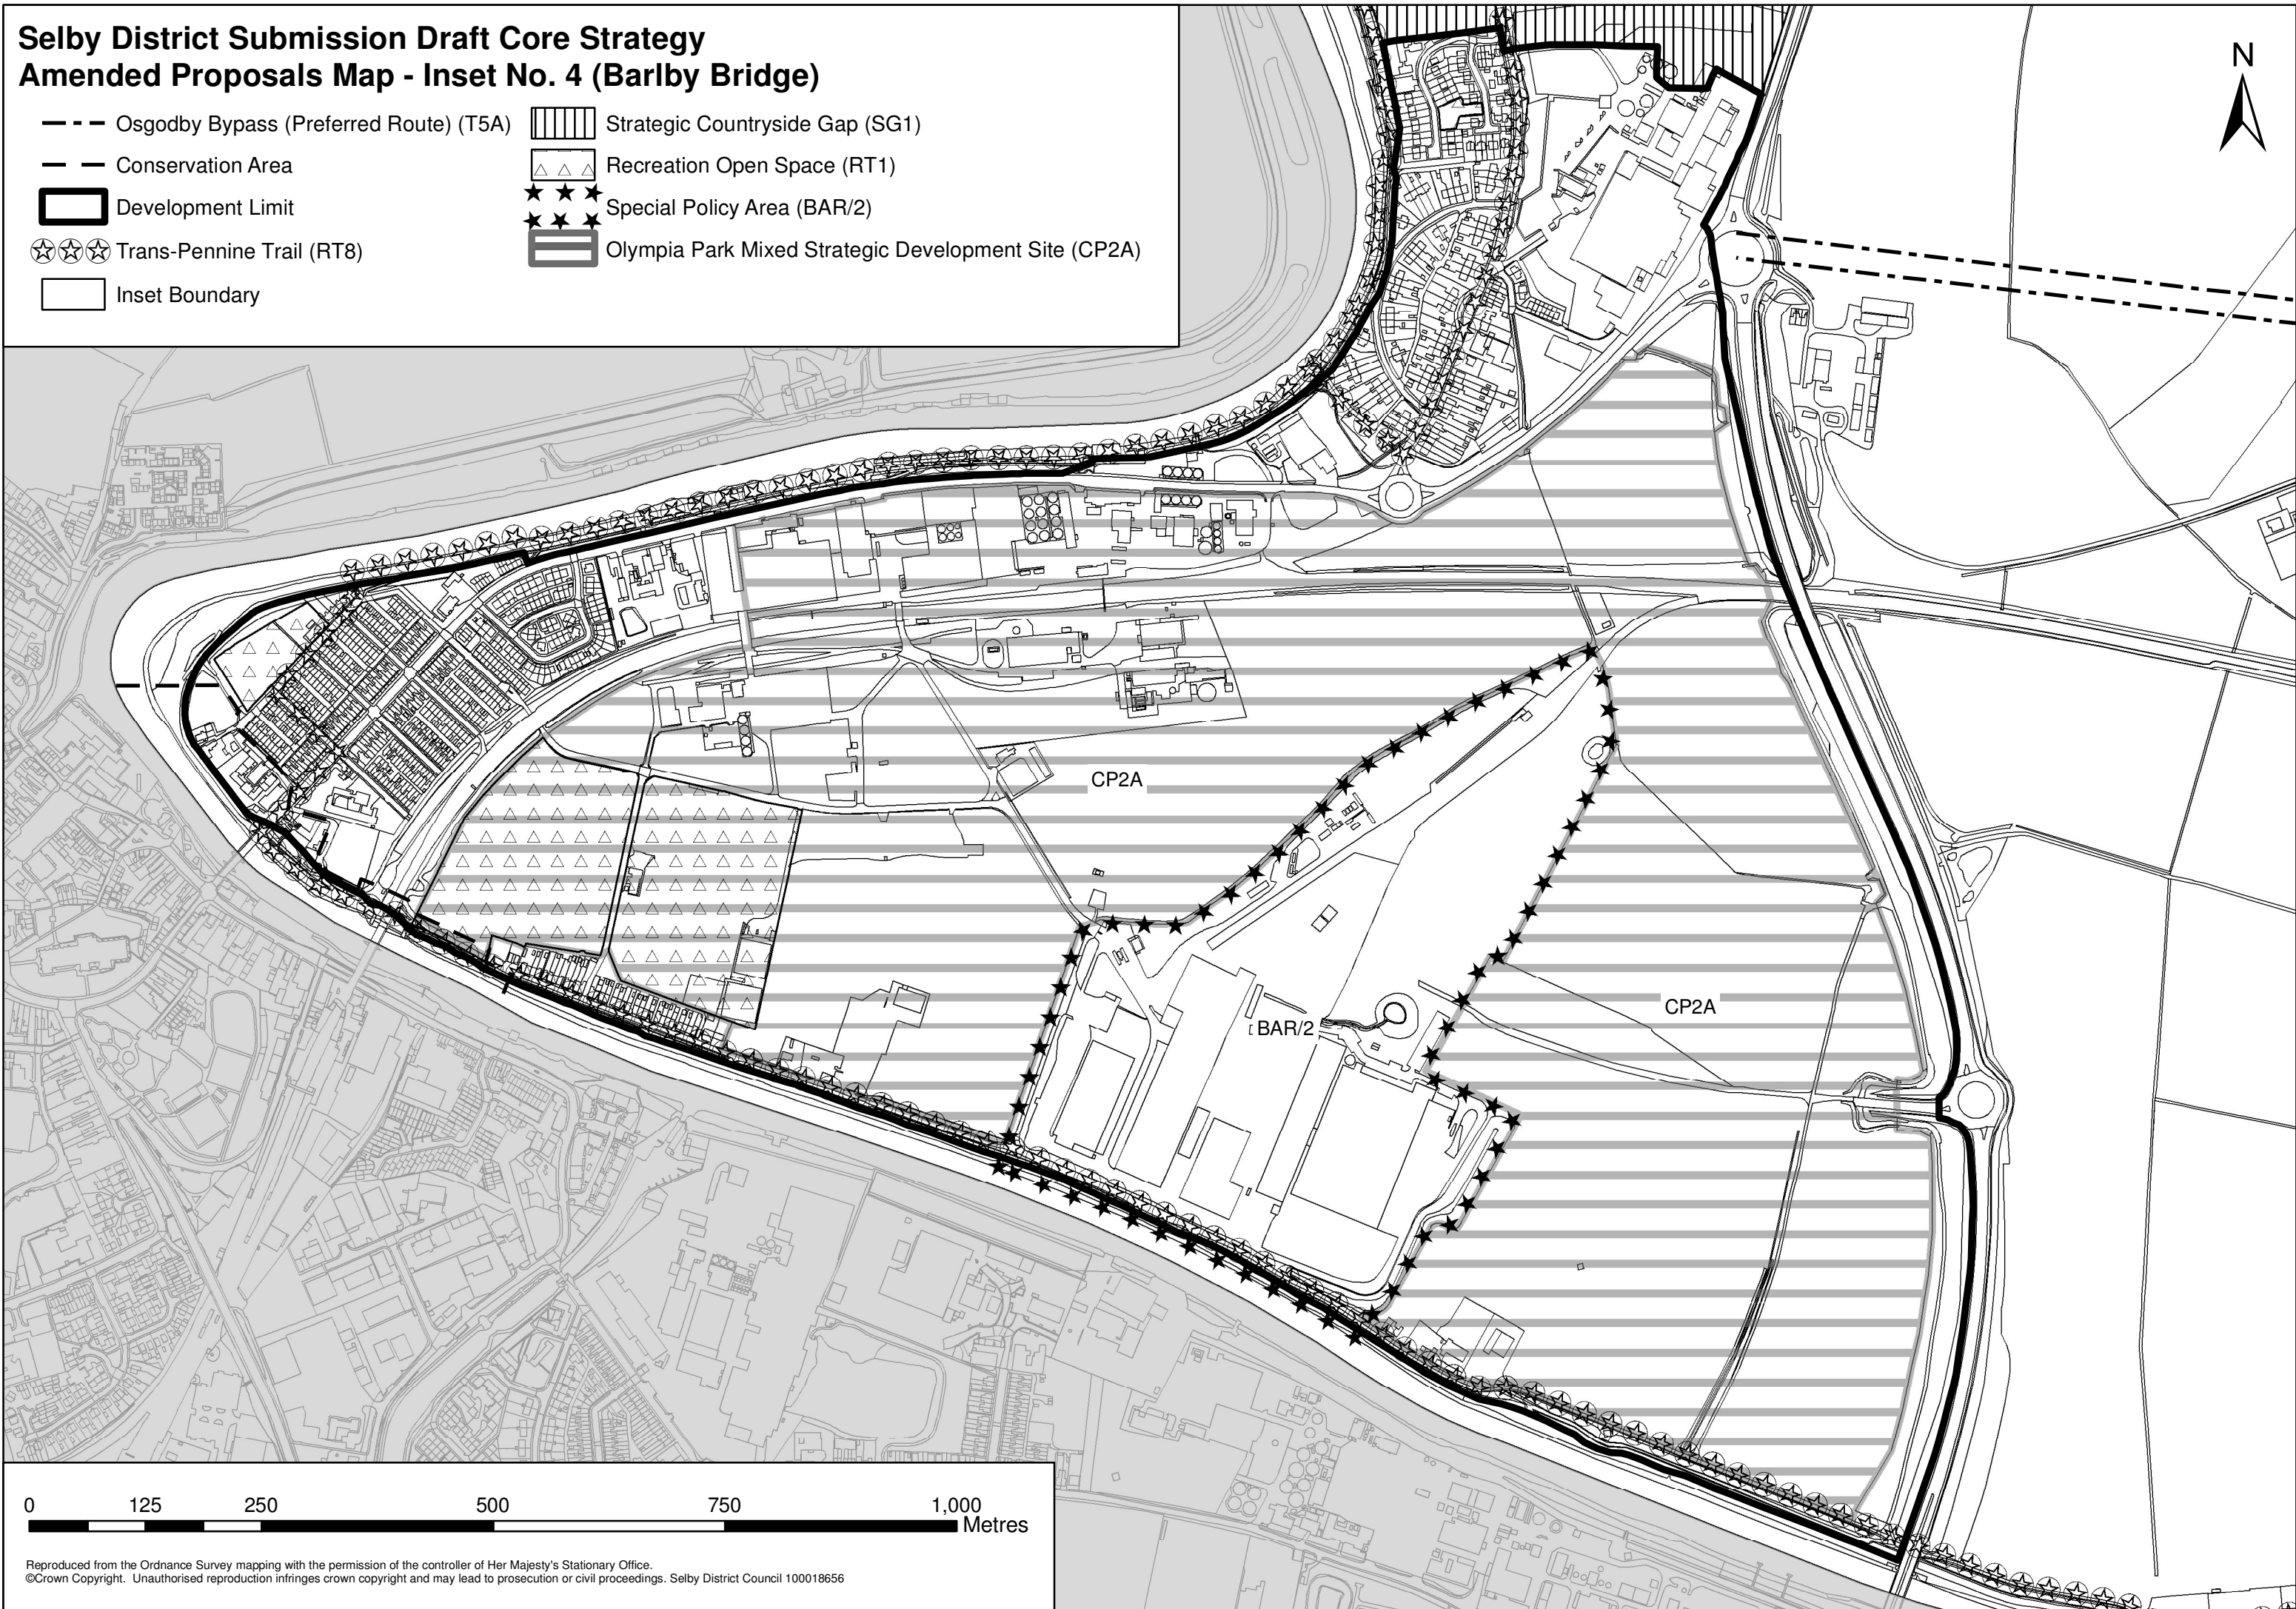 Selby District Submission Draft Core Strategy
Amended Proposals Map - Inset No. 4 (Barlby Bridge)
Osgodby Bypass (Preferred Route) (T5A)
Conservation Area
Development Limit
Trans-Pennine Trail (RT8)
Inset Boundary
Strategic Countryside Gap (SG1)
Recreation Open Space (RT1)
Special Policy Area (BAR/2)
Olympia Park Mixed Strategic Development Site (CP2A)
N
CP2A
BAR/2
CP2A
0 125 250 500 750 1,000
Metres
Reproduced from the Ordnance Survey mapping with the permission of the controller of Her Majesty's Stationary Office.
©Crown Copyright. Unauthorised reproduction infringes crown copyright and may lead to prosecution or civil proceedings. Selby District Council 100018656